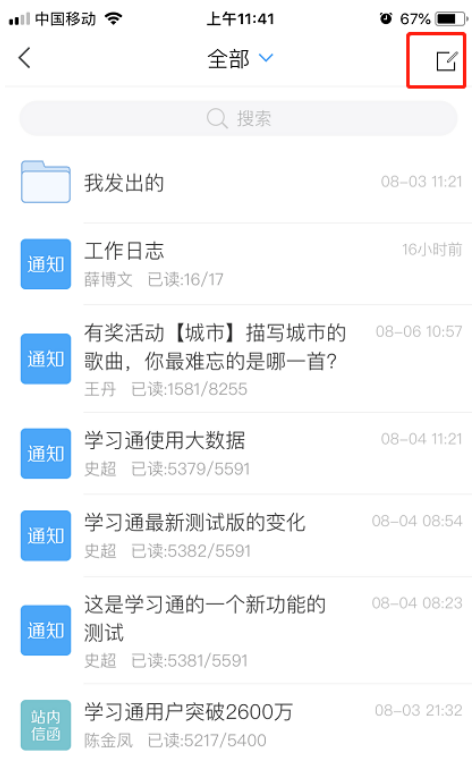 中国移动 上午11:41 67%
全部
搜索
我发出的 08-03 11:21
通知 工作日志 16小时前
薛博文 已读:16/17
有奖活动【城市】描写城市的 08-06 10:57
通知 歌曲，你最难忘的是哪一首？
王丹 已读:1581/8255
通知 学习通使用大数据 08-04 11:21
史超 已读:5379/5591
通知 学习通最新测试版的变化 08-04 08:54
史超 已读:5382/5591
这是学习通的一个新功能的 08-04 08:23
通知 测试
史超 已读:5381/5591
站内 学习通用户突破2600万 08-03 21:32
信函 陈金凤 已读:5217/5400